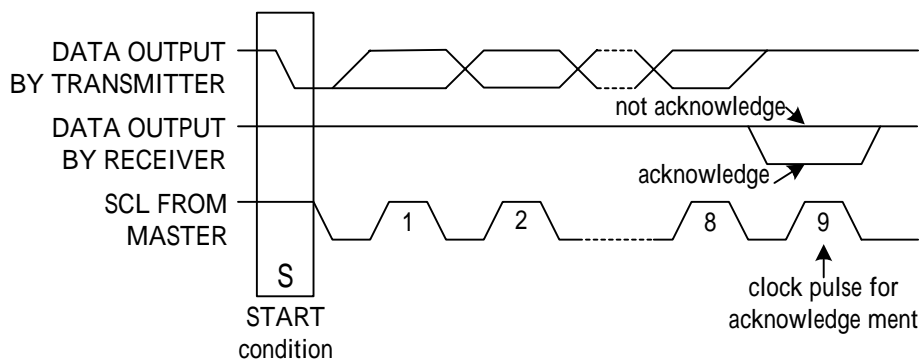 DATA OUTPUT
BY TRANSMITTER
not acknowledge
DATA OUTPUT
BY RECEIVER
acknowledge
SCL FROM
MASTER
1
2
8
9
S
START
condition
clock pulse for
acknowledge ment